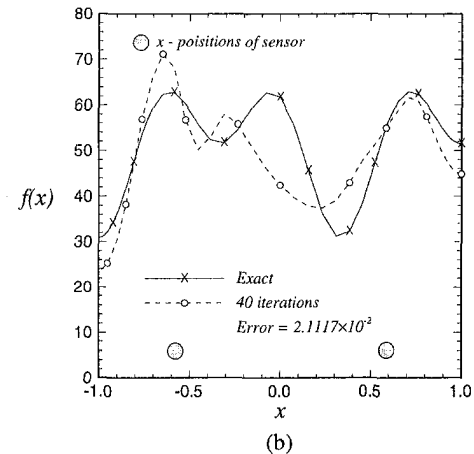 80
x - poisitions of sensor
70
60
50
f(x)
40
30
Exact
20
40 iterations
Error = 2.1117×10⁻²
10
0
-1.0 -0.5 0.0 0.5 1.0
x
(b)